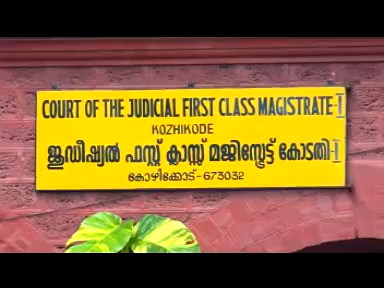 COURT OF THE JUDICIAL FIRST CLASS MAGISTRATE-I
KOZHIKODE
ജുഡീഷ്യൽ ഫസ്റ്റ് ക്ലാസ്സ് മജിസ്ട്രേട്ട് കോടതി-I
കോഴിക്കോട്-673032